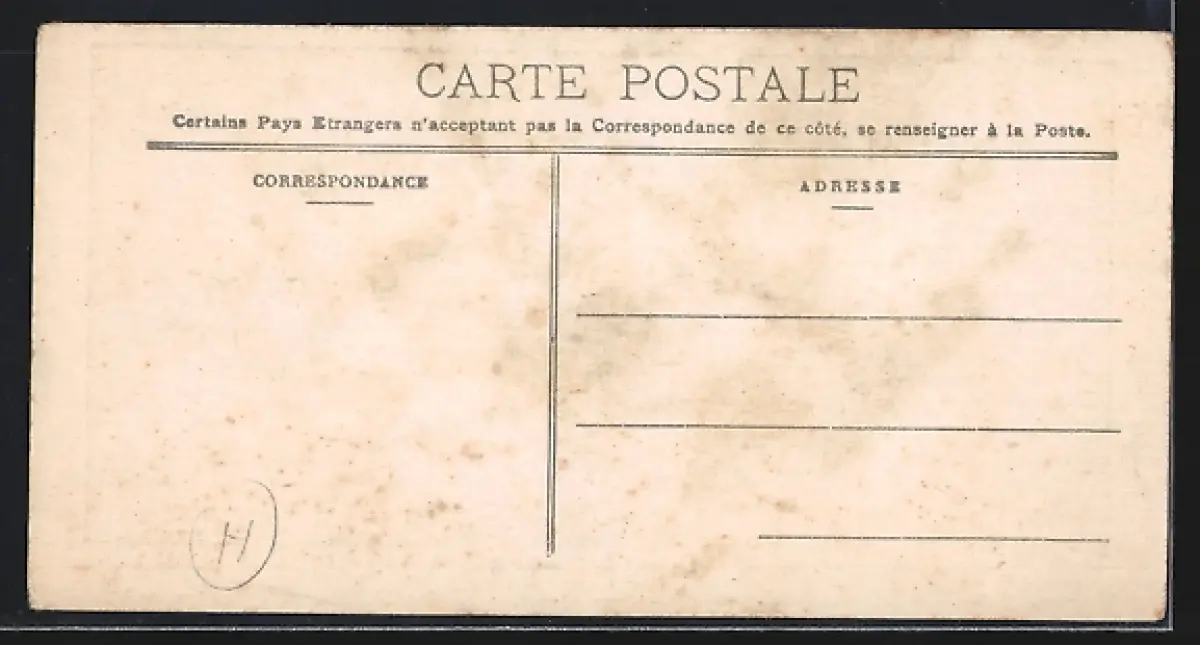 CARTE POSTALE
Certains Pays Etrangers n'acceptant pas la Correspondance de ce côté, se renseigner à la Poste.
CORRESPONDANCE
ADRESSE
H